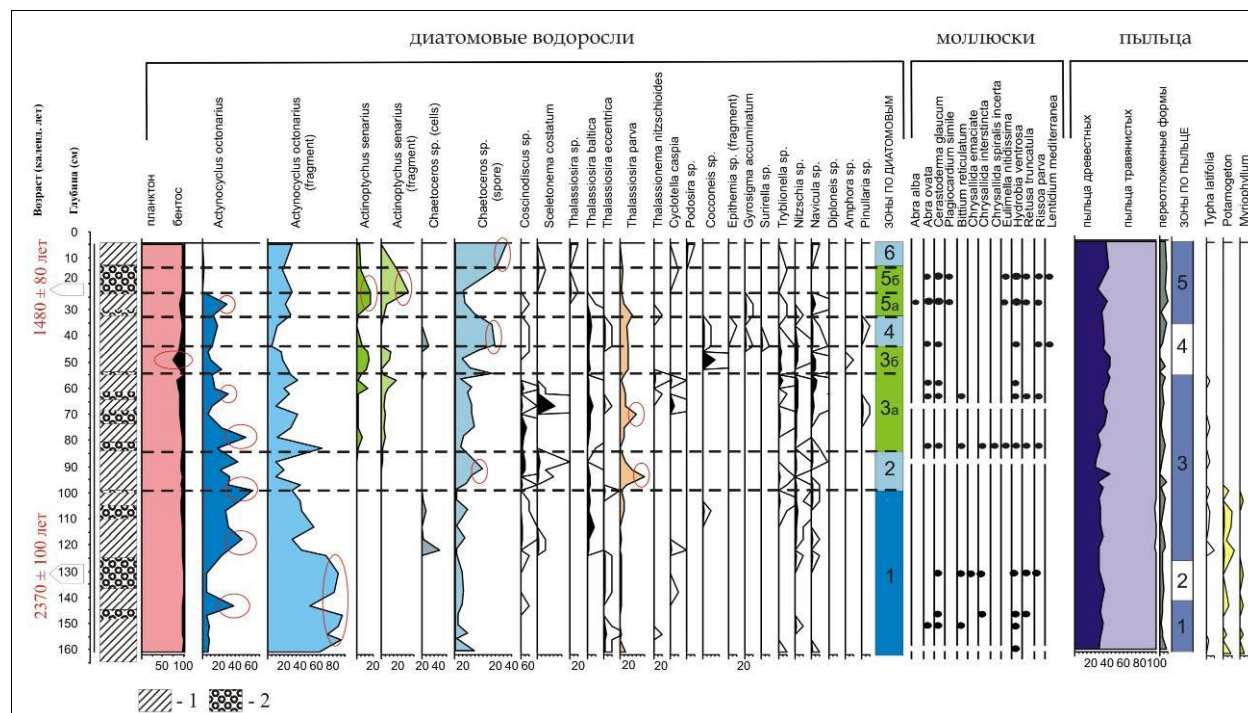 диатомовые водоросли
моллюски
пыльца
Возраст (календ. лет)
Глубина (см)
планктон
бентос
Actynocyclus octonarius
Actynocyclus octonarius
(fragment)
Actinoptychus senarius
Actinoptychus senarius
(fragment)
Chaetoceros sp. (cells)
Chaetoceros sp.
(spore)
Coscinodiscus sp.
Sceletonema costatum
Thalassiosira sp.
Thalassiosira baltica
Thalassiosira eccentrica
Thalassiosira parva
Thalassionema nitzschioides
Cyclotella caspia
Podosira sp.
Cocconeis sp.
Epithemia sp. (fragment)
Gyrosigma accuminatum
Surirella sp.
Tryblionella sp.
Nitzschia sp.
Navicula sp.
Diploneis sp.
Amphora sp.
Pinullaria sp.
ЗОНЫ ПО ДИАТОМОВЫМ
Abra alba
Abra ovata
Cerastoderma glaucum
Plagiocardium simile
Bittium reticulatum
Chrysallida emaciate
Chrysallida interstincta
Chrysallida spiralis incerta
Eulimella nitidissima
Hydrobia ventrosa
Retusa truncatula
Rissoa parva
Lentidium mediterranea
пыльца древестных
пыльца травянистых
переотложенные формы
ЗОНЫ ПО ПЫЛЬЦЕ
Typha latifolia
Potamogeton
Myriophyllum
1480 ± 80 лет
2370 ± 100 лет
0
10
20
30
40
50
60
70
80
90
100
110
120
130
140
150
160
6
5б
5а
4
3б
3а
2
1
5
4
3
2
1
50 100
20 40 60
20 40 60 80
20
20
20 40
20 40
60
20
20
20
20
20 40 60 80 100
- 1
- 2